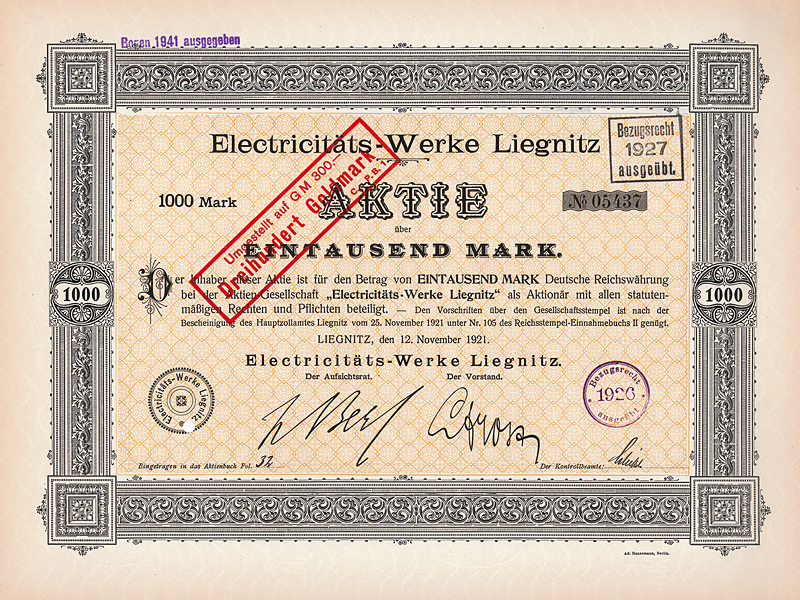 Bogen 1941 ausgegeben
Electricitäts-Werke Liegnitz
Bezugsrecht
1927
ausgeübt.
1000 Mark
AKTIE
№ 05437
Umgestellt auf GM 300.—
Dreihundert Goldmark
über
EINTAUSEND MARK.
Der Inhaber dieser Aktie ist für den Betrag von EINTAUSEND MARK Deutsche Reichswährung
bei der Aktien-Gesellschaft „Electricitäts-Werke Liegnitz" als Aktionär mit allen statuten-
mäßigen Rechten und Pflichten beteiligt. — Den Vorschriften über den Gesellschaftsstempel ist nach der
Bescheinigung des Hauptzollamtes Liegnitz vom 25. November 1921 unter Nr. 105 des Reichsstempel-Einnahmebuchs II genügt.
1000
1000
LIEGNITZ, den 12. November 1921.
Electricitäts-Werke Liegnitz.
Der Aufsichtsrat.
Der Vorstand.
Electricitäts-Werke Liegnitz.
Bezugsrecht
1926
ausgeübt
Eingetragen in das Aktienbuch Fol. 32
Der Kontrollbeamte:
Ad. Hausmann, Berlin.